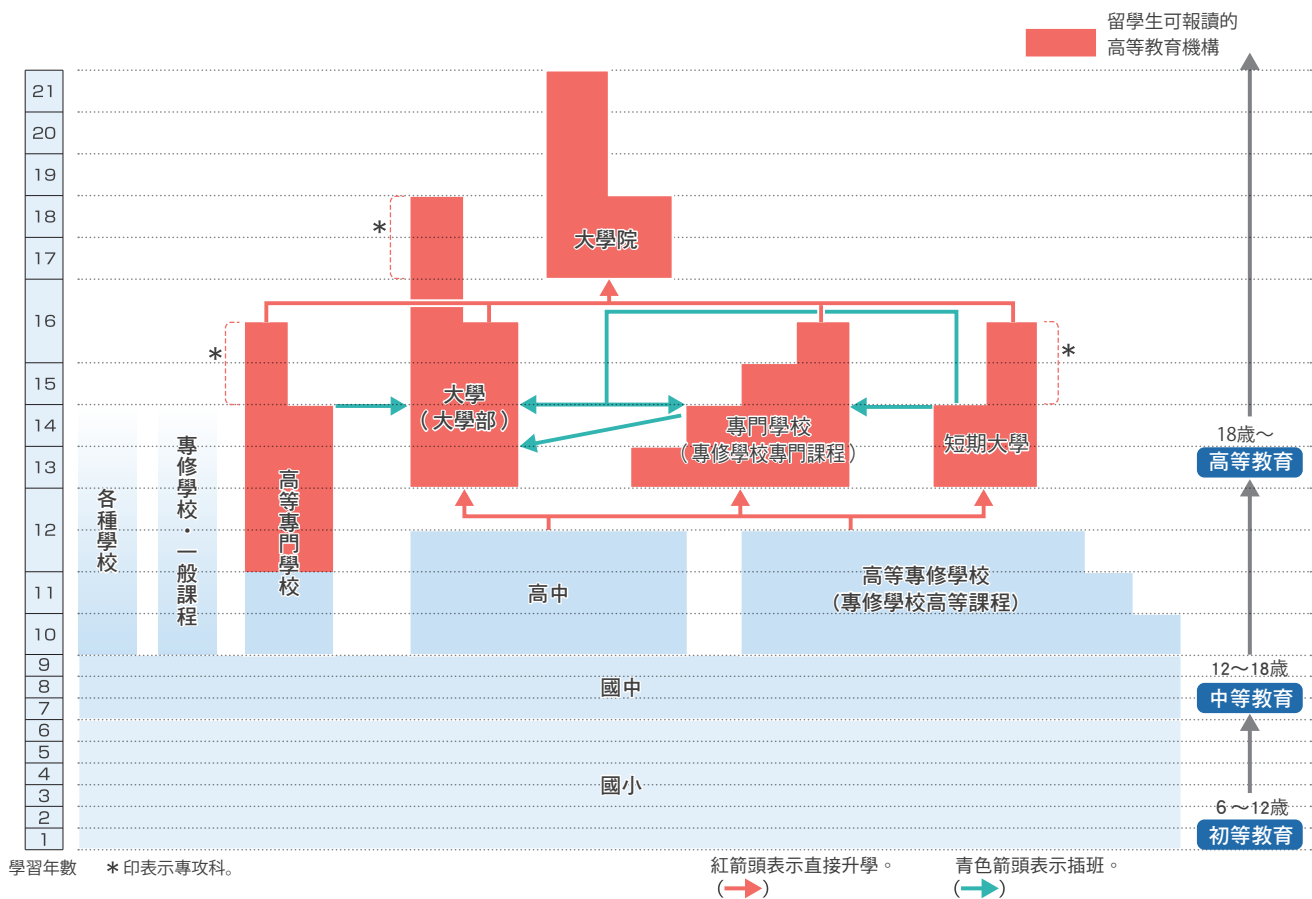 留學生可報讀的
高等教育機構
21
20
19
18
17
16
15
14
13
12
11
10
9
8
7
6
5
4
3
2
1
大學院
*
*
*
大學
(大學部)
專門學校
(專修學校專門課程)
短期大學
各種學校
專修學校・一般課程
高等專門學校
高中
高等專修學校
(專修學校高等課程)
國中
國小
18歲～
高等教育
12～18歲
中等教育
6～12歲
初等教育
學習年數
*印表示專攻科。
紅箭頭表示直接升學。
(→)
青色箭頭表示插班。
(→)